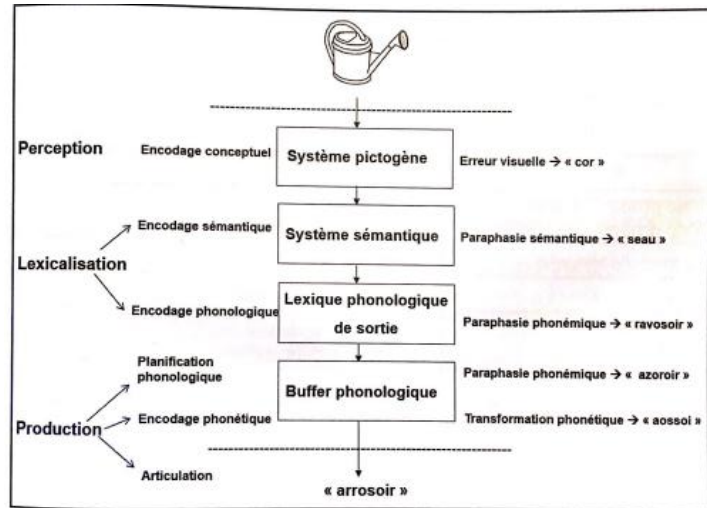 Perception
Encodage conceptuel
Système pictogène
Erreur visuelle → « cor »
Lexicalisation
Encodage sémantique
Système sémantique
Paraphasie sémantique → « seau »
Encodage phonologique
Lexique phonologique
de sortie
Paraphasie phonémique → « ravosoir »
Production
Planification
phonologique
Buffer phonologique
Paraphasie phonémique → « azoroir »
Encodage phonétique
Transformation phonétique → « aossoi »
Articulation
« arrosoir »